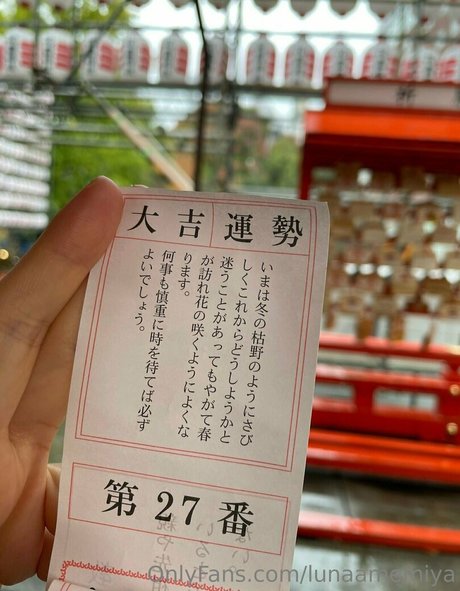 大吉運勢
いまは冬の枯野のようにさび
しくこれからどうしようかと
迷うことがあってもやがて春
が訪れ花の咲くようによくな
ります。
何事も慎重に時を待てば必ず
よいでしょう。
第27番
OnlyFans.com/lunaamemiya